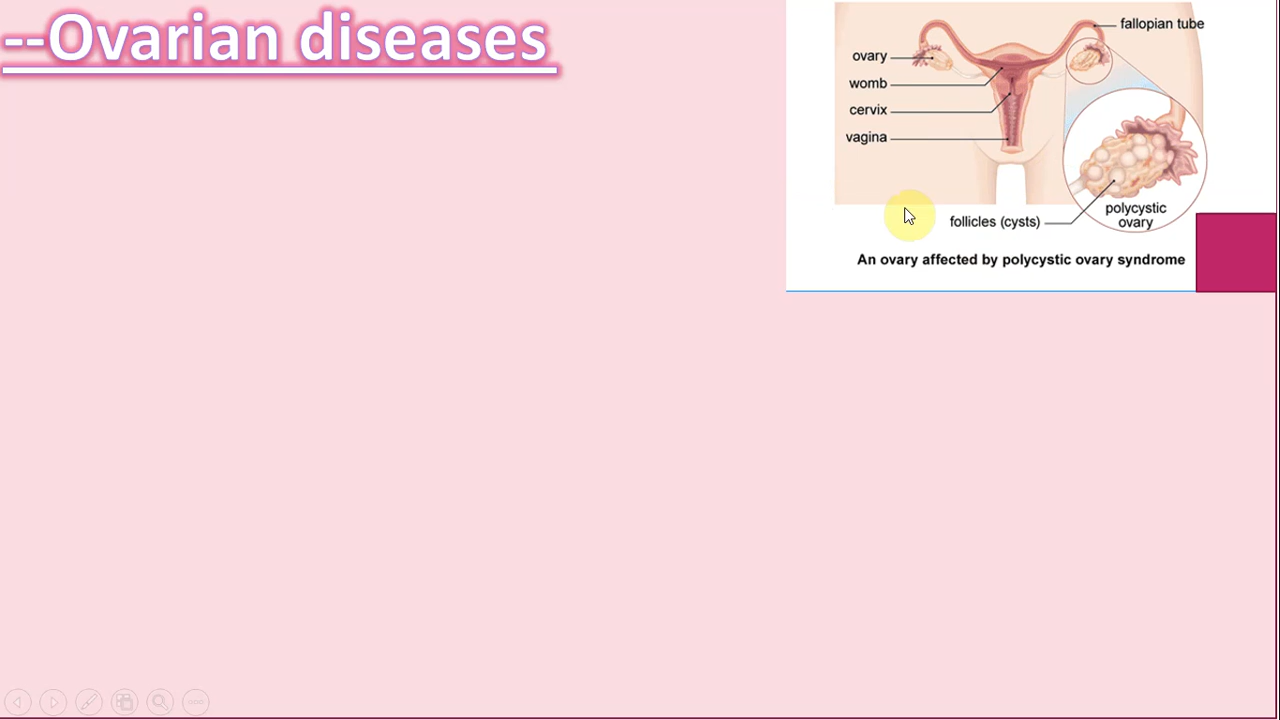 --Ovarian diseases
fallopian tube
ovary
womb
cervix
vagina
polycystic
ovary
follicles (cysts)
An ovary affected by polycystic ovary syndrome